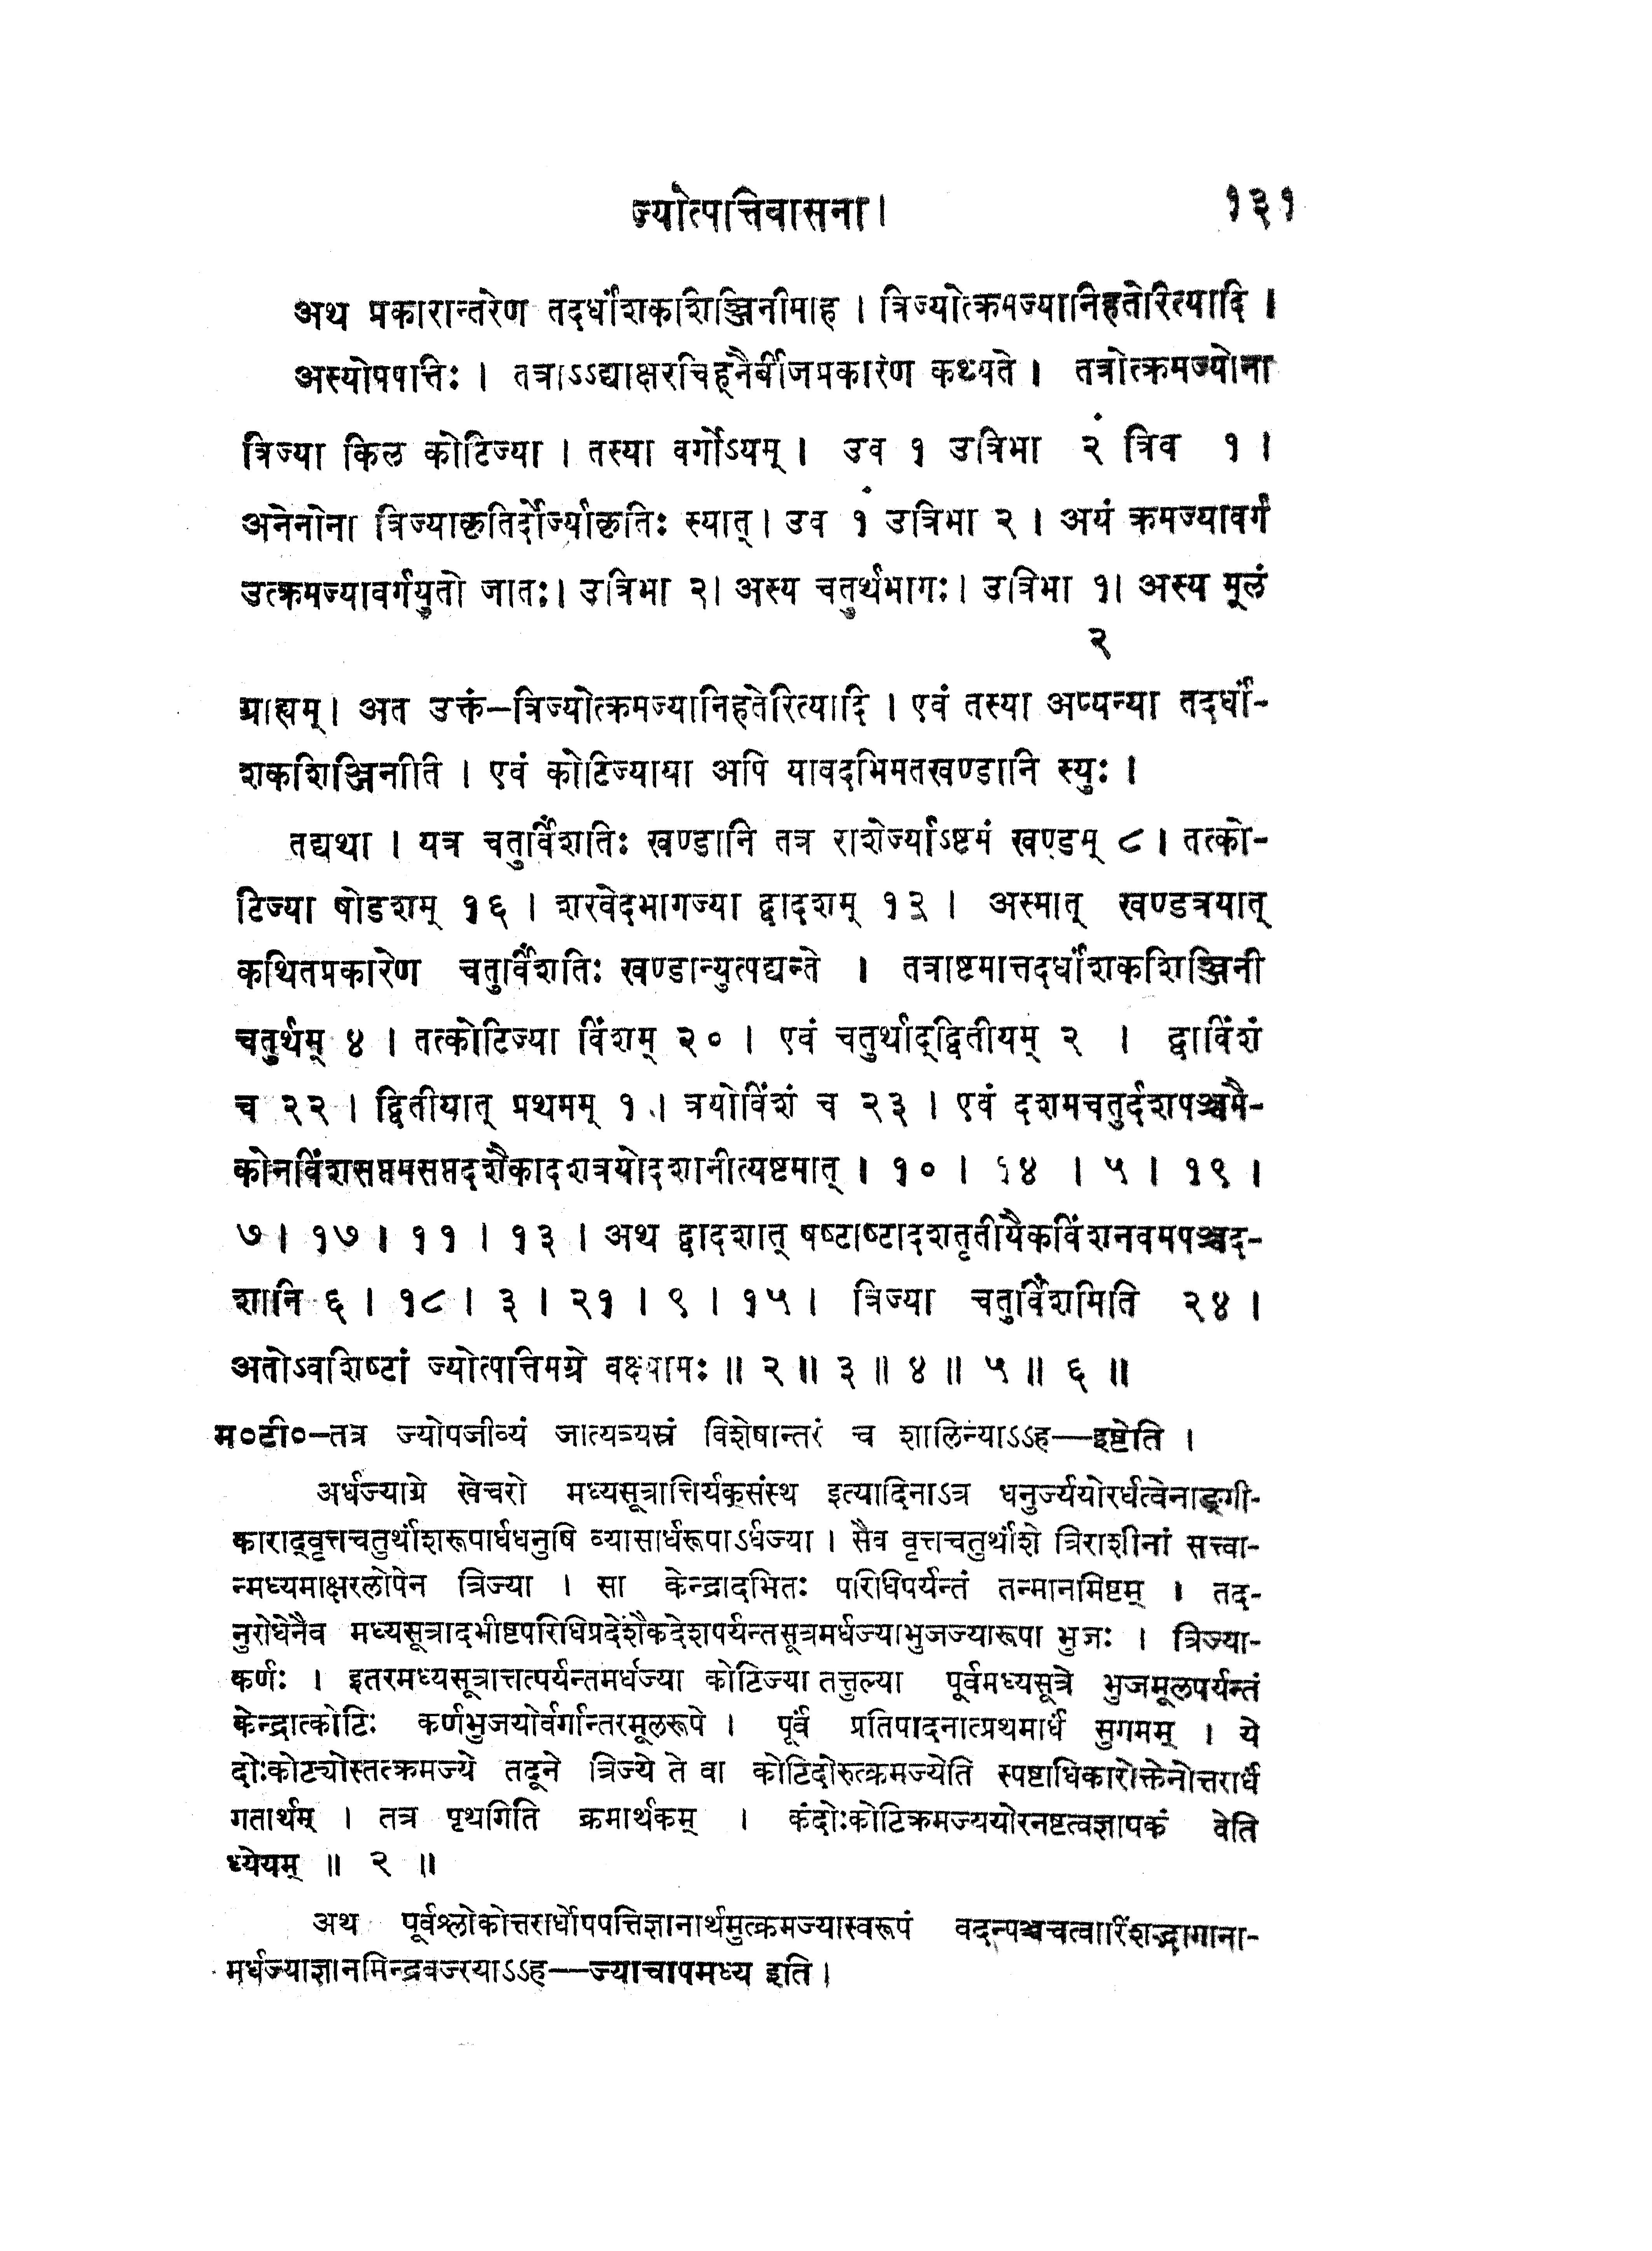 ज्योत्पत्तिवासना। १३१
अथ प्रकारान्तरेण तदर्धांशकशिञ्जिनीमाह । त्रिज्योत्क्रमज्यानिहतेरित्यादि ।
अस्योपपात्तिः । तत्राऽऽद्याक्षरचिह्नैर्बीजप्रकारेण कथ्यते । तत्रोत्क्रमज्योना
त्रिज्या किल कोटिज्या । तस्या वर्गोऽयम् । उव १ उत्रिभा २ं त्रिव १ ।
अनेनोना त्रिज्याकृतिर्दोर्ज्याकृतिः स्यात् । उव १ं उत्रिभा २ । अयं क्रमज्यावर्ग
उत्क्रमज्यावर्गयुतो जातः। उत्रिभा २। अस्य चतुर्थभागः। उत्रिभा १। अस्य मूलं
२
ग्राह्यम्। अत उक्तं–त्रिज्योत्क्रमज्यानिहतेरित्यादि । एवं तस्या अप्यन्या तदर्धां-
शकशिञ्जिनीति । एवं कोटिज्याया अपि यावदभिमतखण्डानि स्युः ।
तद्यथा । यत्र चतुर्विंशतिः खण्डानि तत्र राशेर्ज्याऽष्टमं खण्डम् ८ । तत्को-
टिज्या षोडशम् १६ । शरवेदभागज्या द्वादशम् १२ । अस्मात् खण्डत्रयात्
कथितप्रकारेण चतुर्विंशतिः खण्डान्युत्पद्यन्ते । तत्राष्टमात्तदर्धांशकशिञ्जिनी
चतुर्थम् ४ । तत्कोटिज्या विंशम् २० । एवं चतुर्थाद्द्वितीयम् २ । द्वाविंशं
च २२ । द्वितीयात् प्रथमम् १ । त्रयोविंशं च २३ । एवं दशमचतुर्दशपञ्चमै-
कोनविंशसप्तमसप्तदशैकादशत्रयोदशानीत्यष्टमात् । १० । १४ । ५ । १९ ।
७। १७ । ११ । १३ । अथ द्वादशात् षष्टाष्टादशतृतीयैकविंशनवमपञ्चद-
शानि ६ । १८ । ३ । २१ । ९ । १५ । त्रिज्या चतुर्विंशमिति २४ ।
अतोऽवशिष्टां ज्योत्पत्तिमग्रे वक्ष्यामः ॥ २ ॥ ३ ॥ ४ ॥ ५ ॥ ६ ॥
म०टी०–तत्र ज्योपजीव्यं जात्यत्र्यस्रं विशेषान्तरं च शालिन्याऽऽह—इष्टेति ।
अर्धज्याग्रे खेचरो मध्यसूत्रात्तिर्यक्संस्थ इत्यादिनाऽत्र धनुर्ज्ययोरर्धत्वेनाङ्गी-
काराद्वृत्तचतुर्थांशरूपार्धधनुषि व्यासार्धरूपाऽर्धज्या । सैव वृत्तचतुर्थांशे त्रिराशीनां सत्त्वा-
न्मध्यमाक्षरलोपेन त्रिज्या । सा केन्द्रादभितः परिधिपर्यन्तं तन्मानमिष्टम् । तद-
नुरोधेनैव मध्यसूत्रादभीष्टपरिधिप्रदेंशैकदेशपर्यन्तसूत्रमर्धज्याभुजज्यारूपा भुजः । त्रिज्या-
कर्णः । इतरमध्यसूत्रात्तत्पर्यन्तमर्धज्या कोटिज्या तत्तुल्या पूर्वमध्यसूत्रे भुजमूलपर्यन्तं
केन्द्रात्कोटिः कर्णभुजयोर्वर्गान्तरमूलरूपे । पूर्वं प्रतिपादनात्प्रथमार्धं सुगमम् । ये
दोःकोट्योस्तत्क्रमज्ये तदूने त्रिज्ये ते वा कोटिदोरुत्क्रमज्येति स्पष्टाधिकारोक्तेनोत्तरार्धं
गतार्थम् । तत्र पृथगिति क्रमार्थकम् । कंदोःकोटिक्रमज्ययोरनष्टत्वज्ञापकं वेति
ध्येयम् ॥ २ ॥
अथ पूर्वश्लोकोत्तरार्धोपपत्तिज्ञानार्थमुत्क्रमज्यास्वरूपं वदन्पञ्चचत्वारिंशद्भागाना-
मर्धज्याज्ञानमिन्द्रवज्रयाऽऽह—ज्याचापमध्य इति।